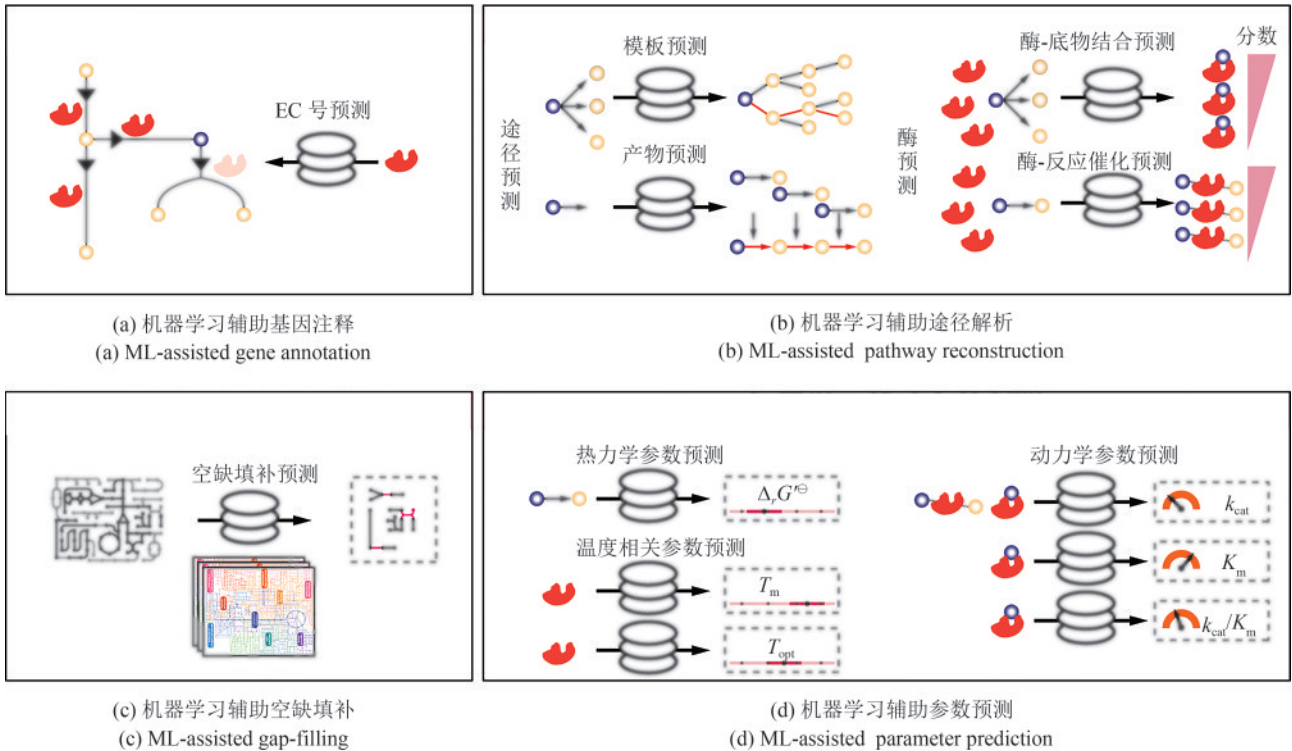 EC 号预测
(a) 机器学习辅助基因注释
(a) ML-assisted gene annotation
途径预测
模板预测
产物预测
酶预测
酶-底物结合预测
分数
酶-反应催化预测
(b) 机器学习辅助途径解析
(b) ML-assisted pathway reconstruction
空缺填补预测
(c) 机器学习辅助空缺填补
(c) ML-assisted gap-filling
热力学参数预测
ΔrG′⊖
温度相关参数预测
Tm
Topt
动力学参数预测
kcat
Km
kcat/Km
(d) 机器学习辅助参数预测
(d) ML-assisted parameter prediction